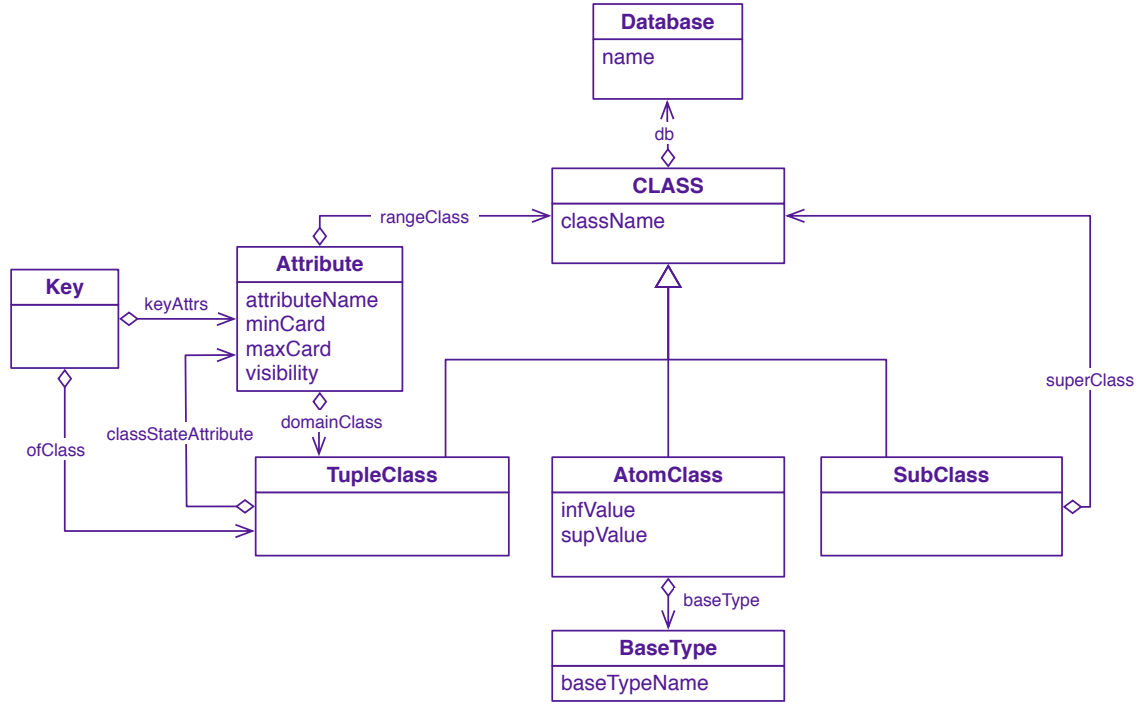 Database
name
db
CLASS
className
rangeClass
Attribute
attributeName
minCard
maxCard
visibility
Key
keyAttrs
superClass
domainClass
classStateAttribute
ofClass
TupleClass
AtomClass
infValue
supValue
SubClass
baseType
BaseType
baseTypeName